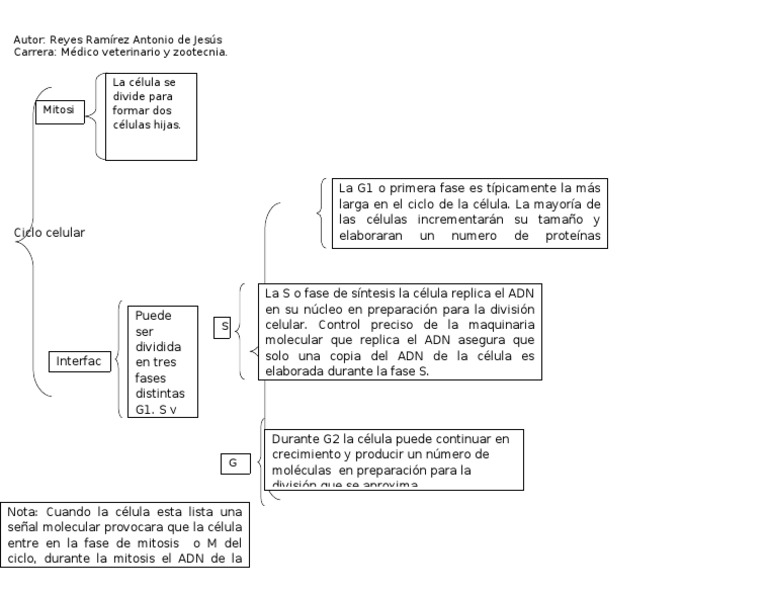 Autor: Reyes Ramírez Antonio de Jesús
Carrera: Médico veterinario y zootecnia.
Mitosi
La célula se
divide para
formar dos
células hijas.
Ciclo celular
La G1 o primera fase es típicamente la más
larga en el ciclo de la célula. La mayoría de
las células incrementarán su tamaño y
elaboraran un numero de proteínas
Interfac
Puede
ser
dividida
en tres
fases
distintas
G1. S y
S
La S o fase de síntesis la célula replica el ADN
en su núcleo en preparación para la división
celular. Control preciso de la maquinaria
molecular que replica el ADN asegura que
solo una copia del ADN de la célula es
elaborada durante la fase S.
G
Durante G2 la célula puede continuar en
crecimiento y producir un número de
moléculas en preparación para la
división que se aproxima
Nota: Cuando la célula esta lista una
señal molecular provocara que la célula
entre en la fase de mitosis o M del
ciclo, durante la mitosis el ADN de la